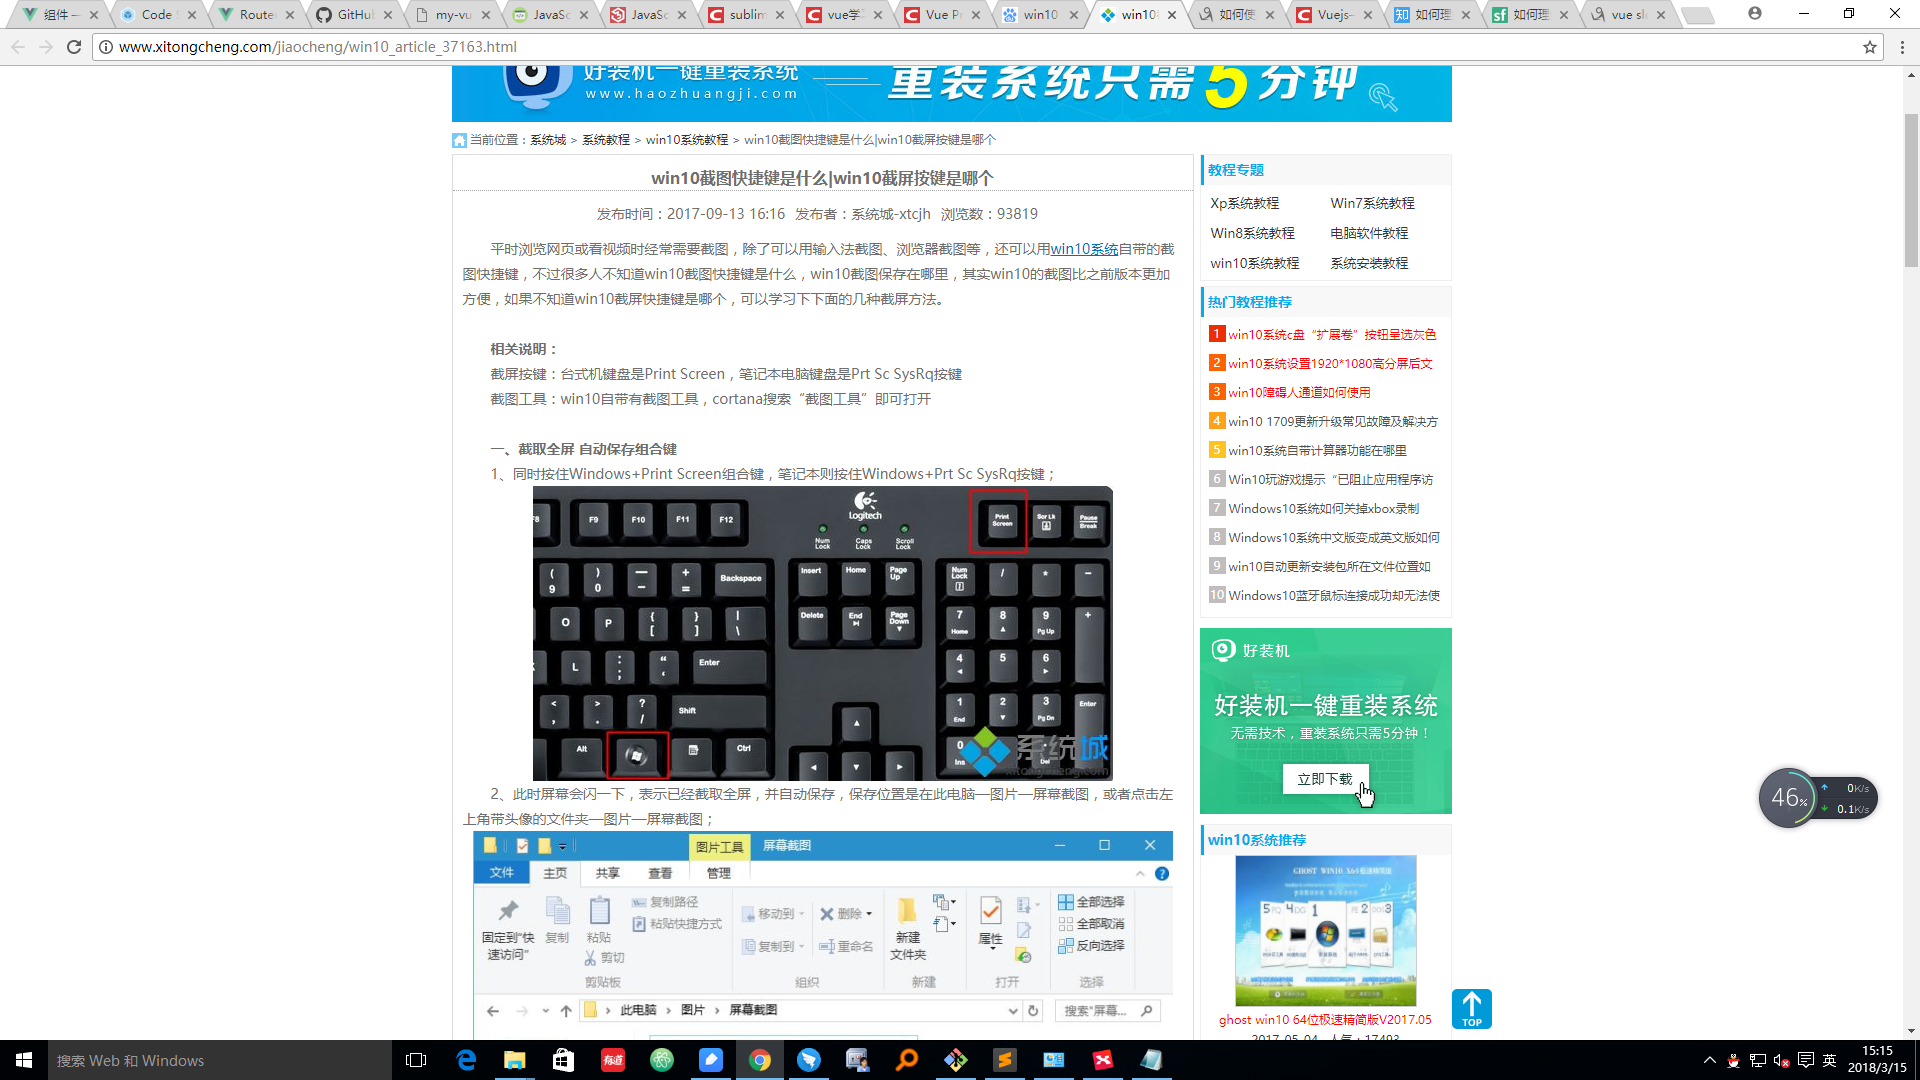 组件 —
Code S
Router
GitHub
my-vu
JavaSc
JavaSc
sublim
vue学习
Vue Pr
win10
win10截
如何使
Vuejs-
如何理
如何理
vue slo
www.xitongcheng.com/jiaocheng/win10_article_37163.html
好装机一键重装系统
www.haozhuangji.com
重装系统只需5分钟
当前位置：系统城 > 系统教程 > win10系统教程 > win10截图快捷键是什么|win10截屏按键是哪个
win10截图快捷键是什么|win10截屏按键是哪个
发布时间：2017-09-13 16:16 发布者：系统城-xtcjh 浏览数：93819
平时浏览网页或看视频时经常需要截图，除了可以用输入法截图、浏览器截图等，还可以用win10系统自带的截
图快捷键，不过很多人不知道win10截图快捷键是什么，win10截图保存在哪里，其实win10的截图比之前版本更加
方便，如果不知道win10截屏快捷键是哪个，可以学习下下面的几种截屏方法。
相关说明：
截屏按键：台式机键盘是Print Screen，笔记本电脑键盘是Prt Sc SysRq按键
截图工具：win10自带有截图工具，cortana搜索“截图工具”即可打开
一、截取全屏 自动保存组合键
1、同时按住Windows+Print Screen组合键，笔记本则按住Windows+Prt Sc SysRq按键；
F8 F9 F10 F11 F12
Logitech
Num Lock Caps Lock Scroll Lock
Print Screen Scr Lk Pause Break
( 9 ) 0 — - + = Backspace
Insert Home Page Up
Num Lock / * -
O P { [ } ] | \
Delete End Page Down
7 Home 8 9 Pg Up +
L : ; “ ‘ Enter
4 5 6
< , > . ? / Shift
1 End 2 3 Pg Dn Enter
Alt Ctrl
0 Ins Del
系统城
xitongcheng.com
2、此时屏幕会闪一下，表示已经截取全屏，并自动保存，保存位置是在此电脑—图片—屏幕截图，或者点击左
上角带头像的文件夹—图片—屏幕截图；
图片工具 屏幕截图
文件 主页 共享 查看 管理
固定到“快
速访问”
复制
粘贴
复制路径
粘贴快捷方式
剪切
剪贴板
移动到
复制到
删除
重命名
组织
新建
文件夹
新建
属性
打开
全部选择
全部取消
反向选择
选择
此电脑 > 图片 > 屏幕截图
搜索"屏幕...
教程专题
Xp系统教程 Win7系统教程
Win8系统教程 电脑软件教程
win10系统教程 系统安装教程
热门教程推荐
1 win10系统c盘“扩展卷”按钮呈选灰色
2 win10系统设置1920*1080高分屏后文
3 win10障碍人通道如何使用
4 win10 1709更新升级常见故障及解决方
5 win10系统自带计算器功能在哪里
6 Win10玩游戏提示“已阻止应用程序访
7 Windows10系统如何关掉xbox录制
8 Windows10系统中文版变成英文版如何
9 win10自动更新安装包所在文件位置如
10 Windows10蓝牙鼠标连接成功却无法使
好装机
好装机一键重装系统
无需技术，重装系统只需5分钟！
立即下载
46%
0K/s
0.1K/s
win10系统推荐
GHOST WIN10 X64极速精简版
ghost win10 64位极速精简版V2017.05
2017-05-04 人气：17493
TOP
搜索 Web 和 Windows
有道
英
15:15
2018/3/15